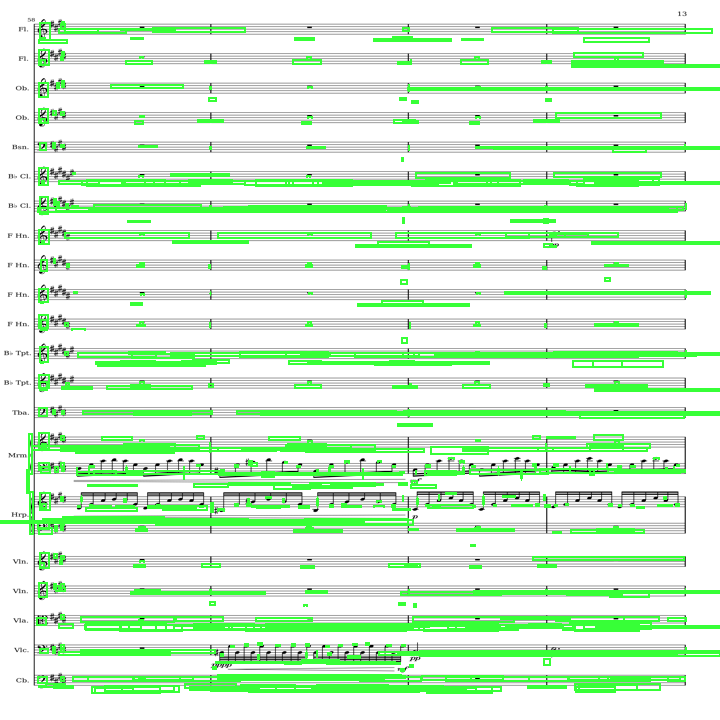 13
58
Fl.
Fl.
Ob.
Ob.
Bsn.
B♭ Cl.
B♭ Cl.
F Hn.
F Hn.
F Hn.
F Hn.
B♭ Tpt.
B♭ Tpt.
Tba.
Mrm
Hrp.
p
Vln.
Vln.
Vla.
Vlc.
pp
Cb.